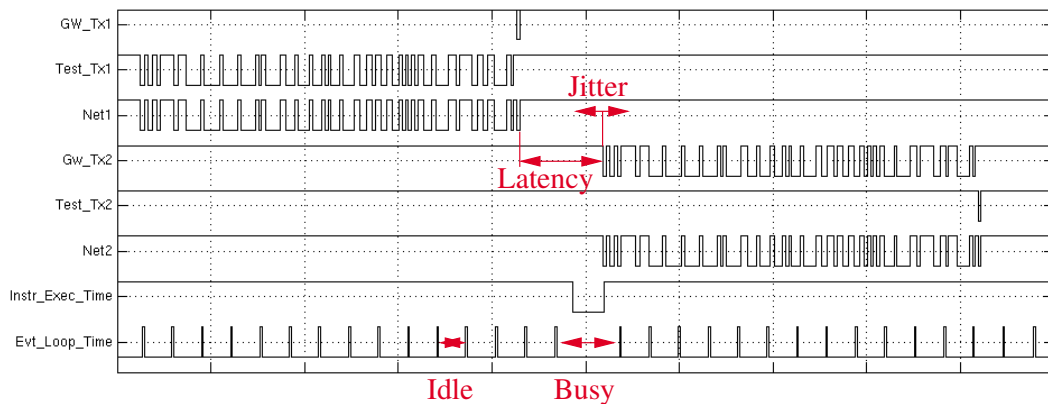 GW_Tx1
Test_Tx1
Jitter
Net1
Gw_Tx2
Latency
Test_Tx2
Net2
Instr_Exec_Time
Evt_Loop_Time
Idle Busy